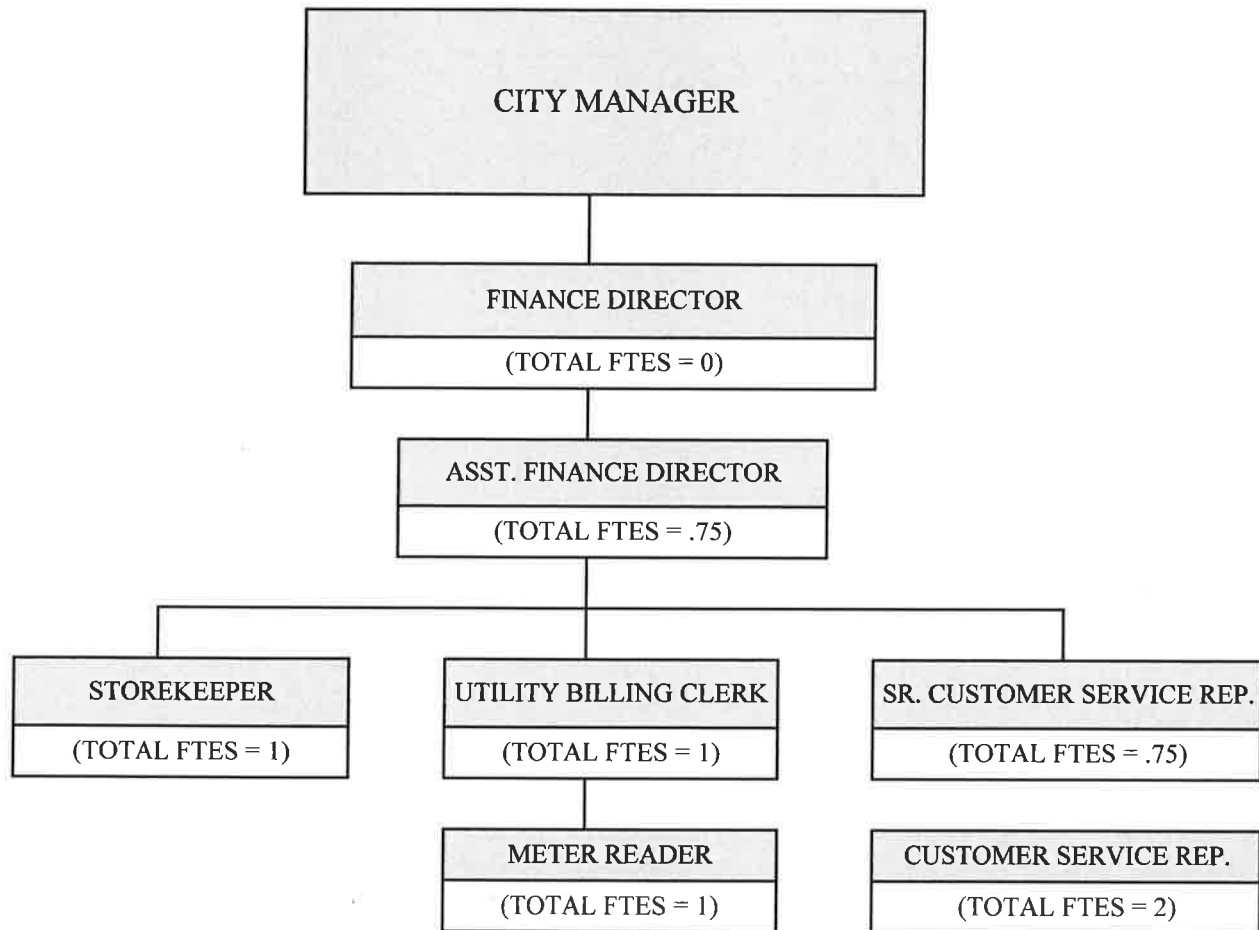 CITY MANAGER
FINANCE DIRECTOR
(TOTAL FTES = 0)
ASST. FINANCE DIRECTOR
(TOTAL FTES = .75)
STOREKEEPER
(TOTAL FTES = 1)
UTILITY BILLING CLERK
(TOTAL FTES = 1)
SR. CUSTOMER SERVICE REP.
(TOTAL FTES = .75)
METER READER
(TOTAL FTES = 1)
CUSTOMER SERVICE REP.
(TOTAL FTES = 2)